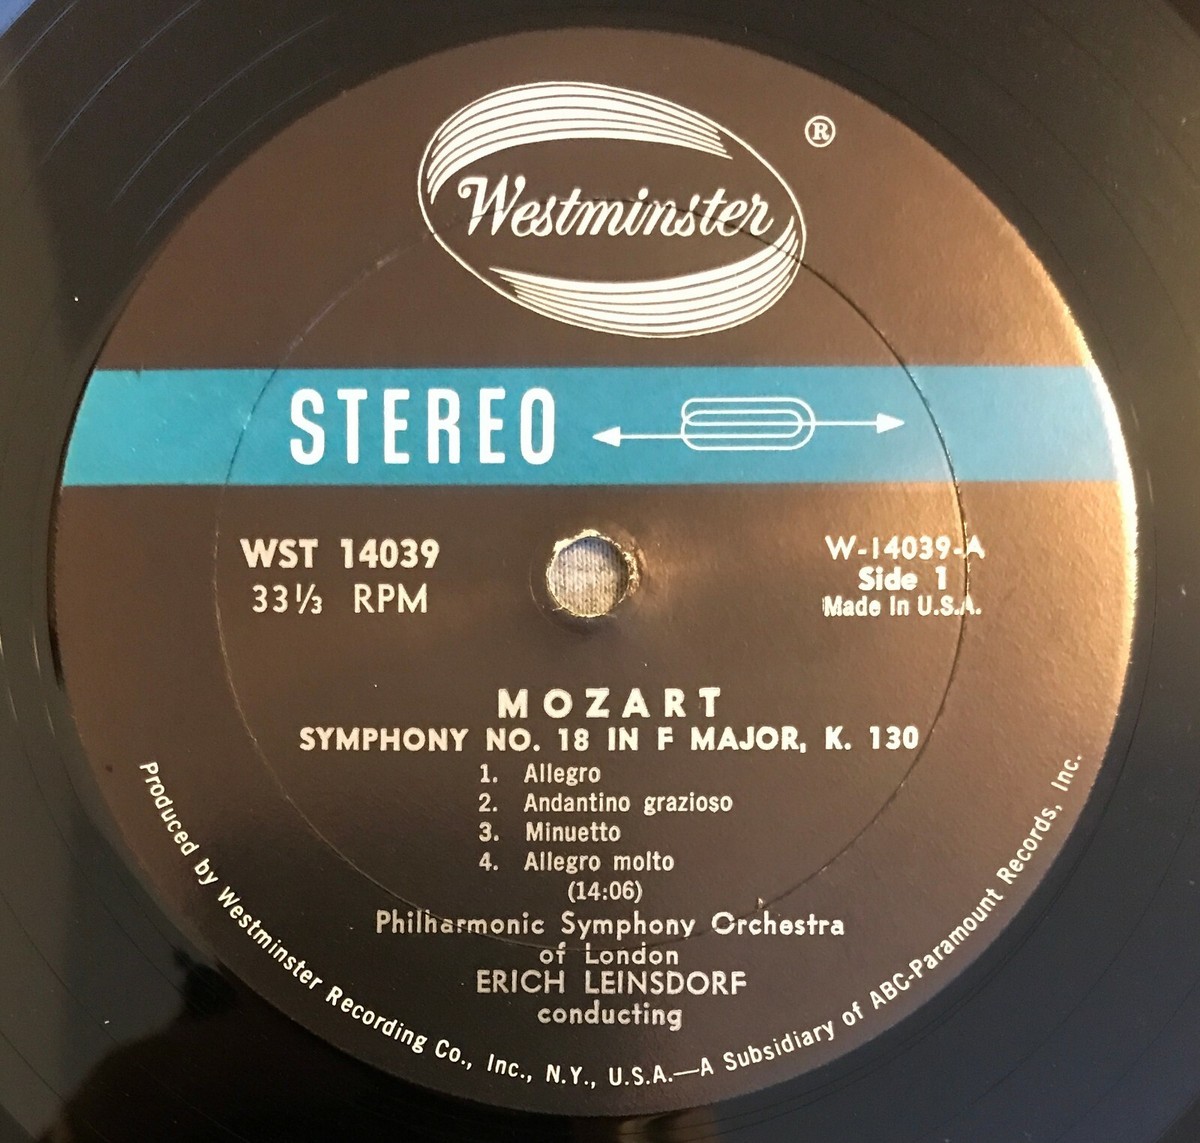 Westminster
®
STEREO
WST 14039
33⅓ RPM
W-14039-A
Side 1
Made In U.S.A.
MOZART
SYMPHONY NO. 18 IN F MAJOR, K. 130
1. Allegro
2. Andantino grazioso
3. Minuetto
4. Allegro molto
(14:06)
Philharmonic Symphony Orchestra
of London
ERICH LEINSDORF
conducting
Produced by Westminster Recording Co., Inc., N.Y., U.S.A.—A Subsidiary of ABC-Paramount Records, Inc.